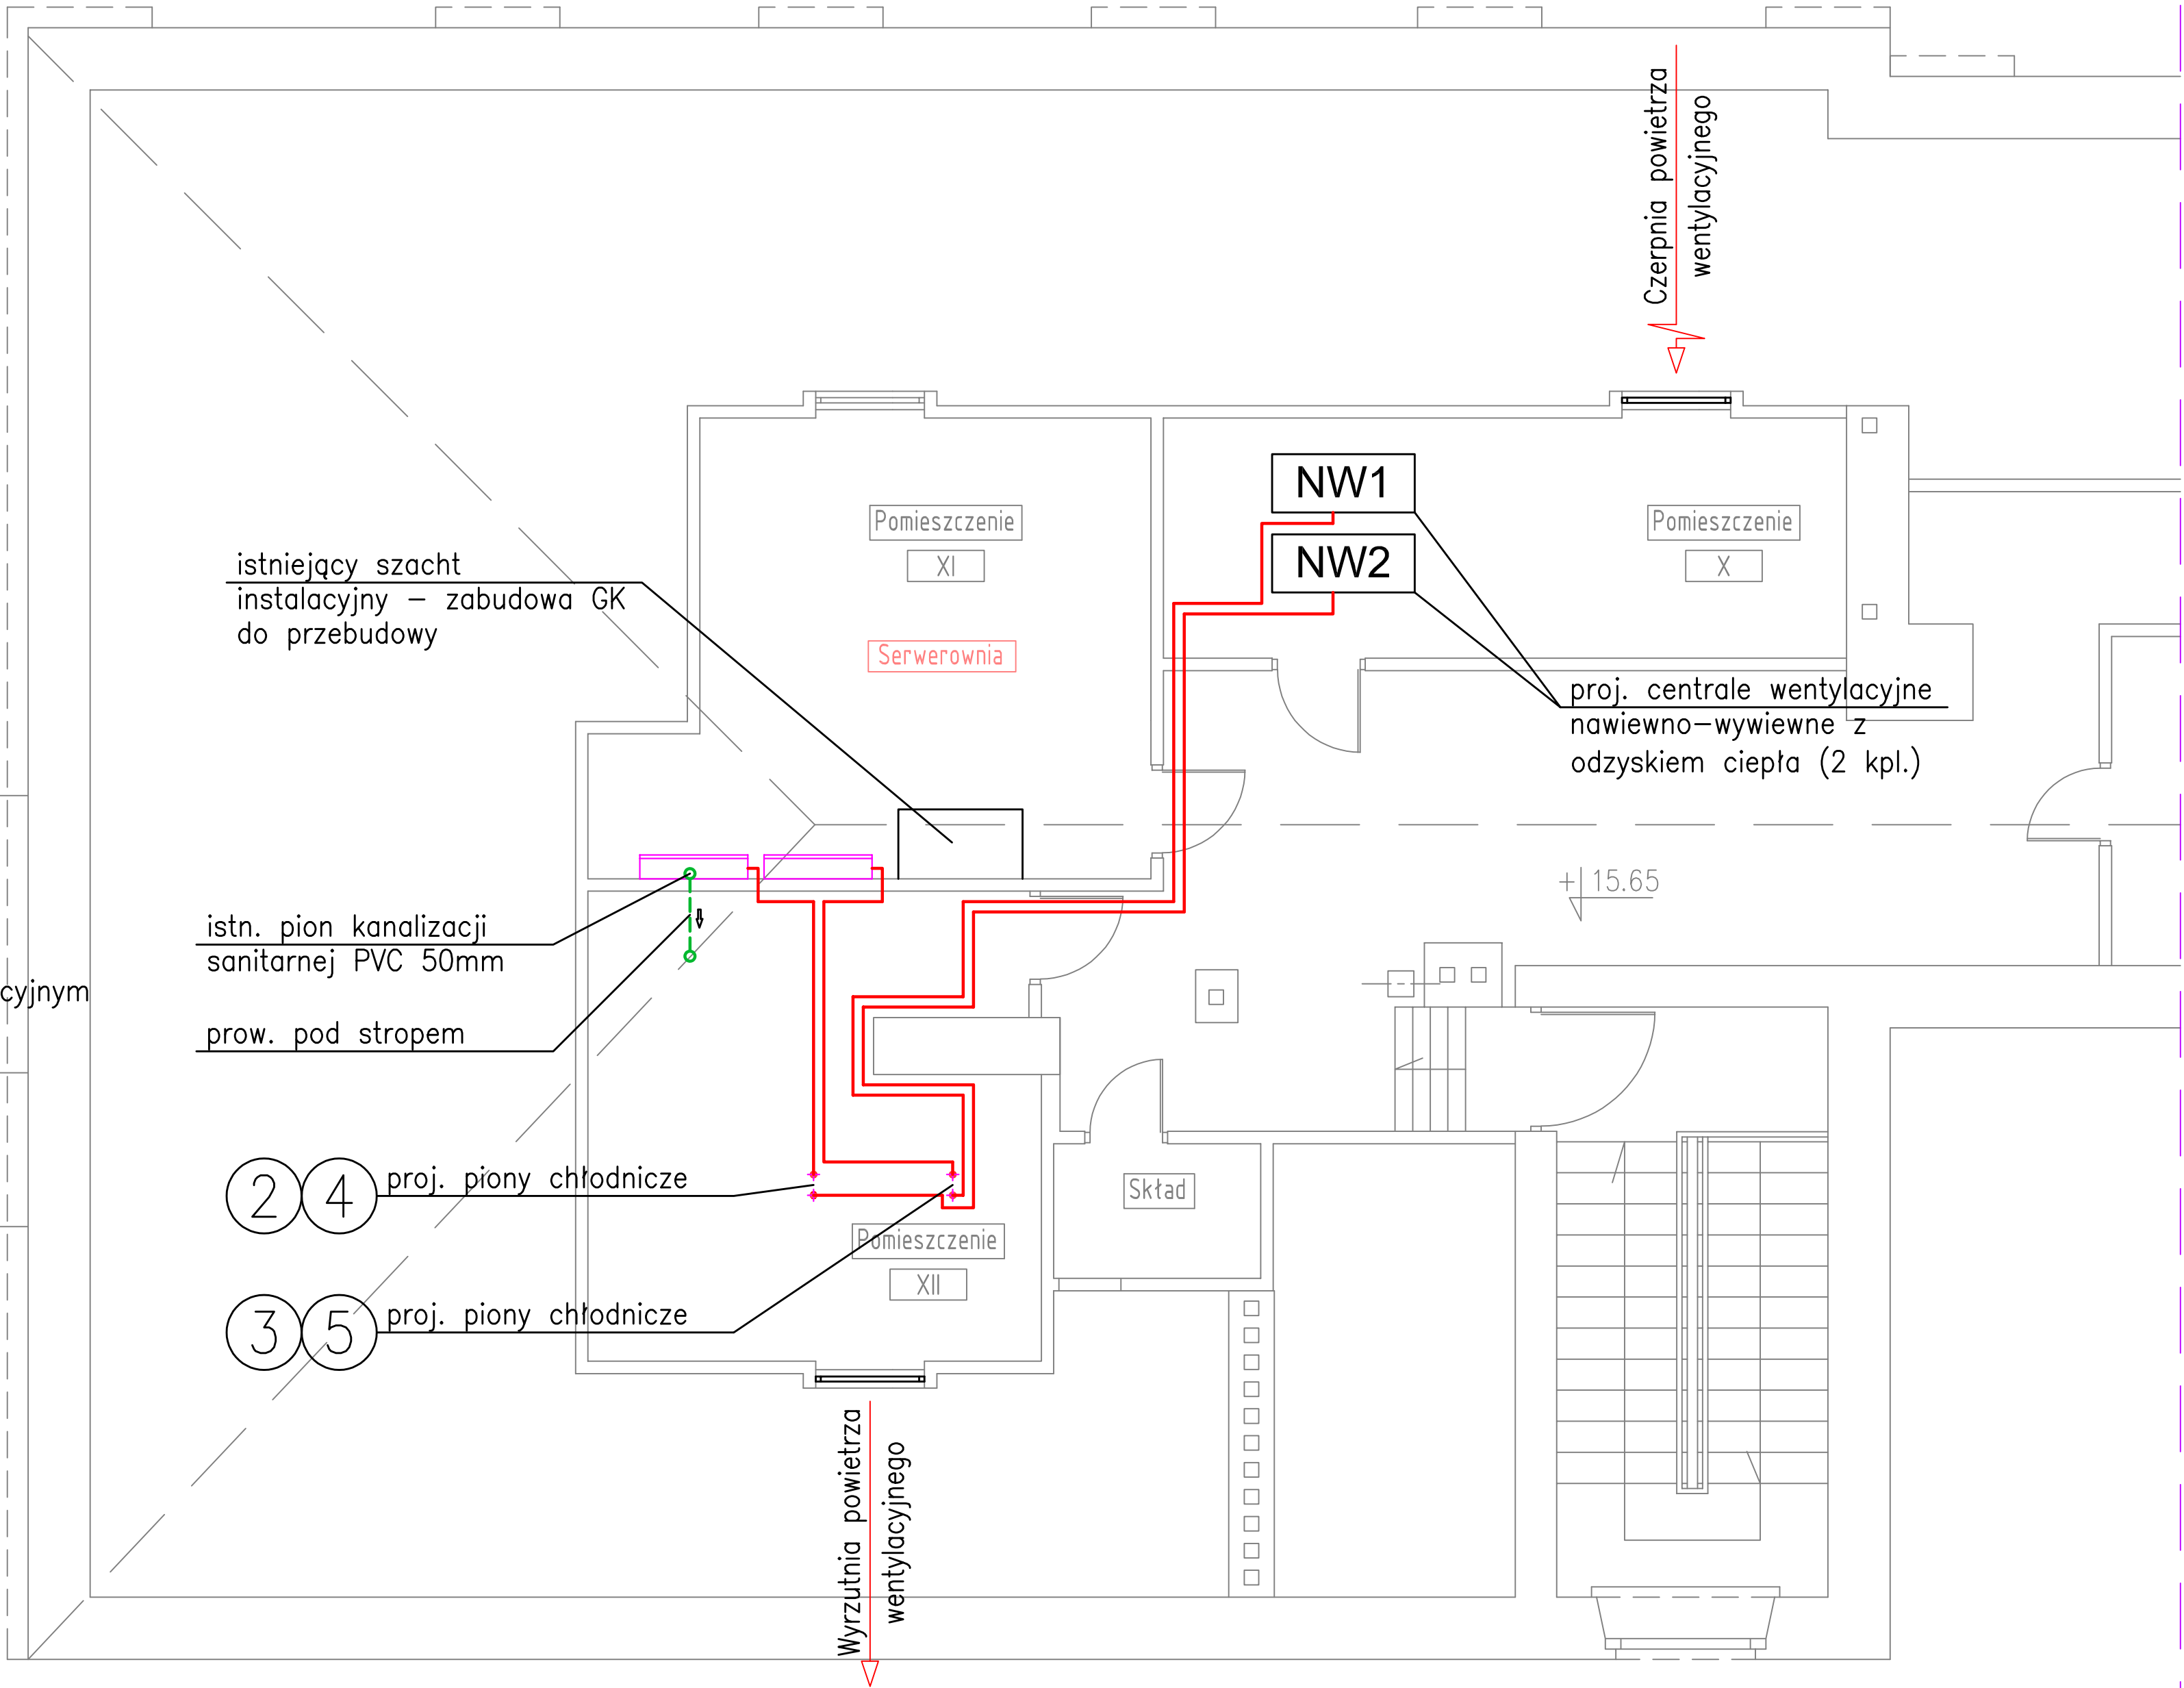 Czerpnia powietrza
wentylacyjnego
NW1
NW2
Pomieszczenie
XI
Pomieszczenie
X
istniejący szacht
instalacyjny – zabudowa GK
do przebudowy
Serwerownia
proj. centrale wentylacyjne
nawiewno–wywiewne z
odzyskiem ciepła (2 kpl.)
+ 15.65
istn. pion kanalizacji
sanitarnej PVC 50mm
cyjnym
prow. pod stropem
2 4 proj. piony chłodnicze
Skład
Pomieszczenie
XII
3 5 proj. piony chłodnicze
Wyrzutnia powietrza
wentylacyjnego